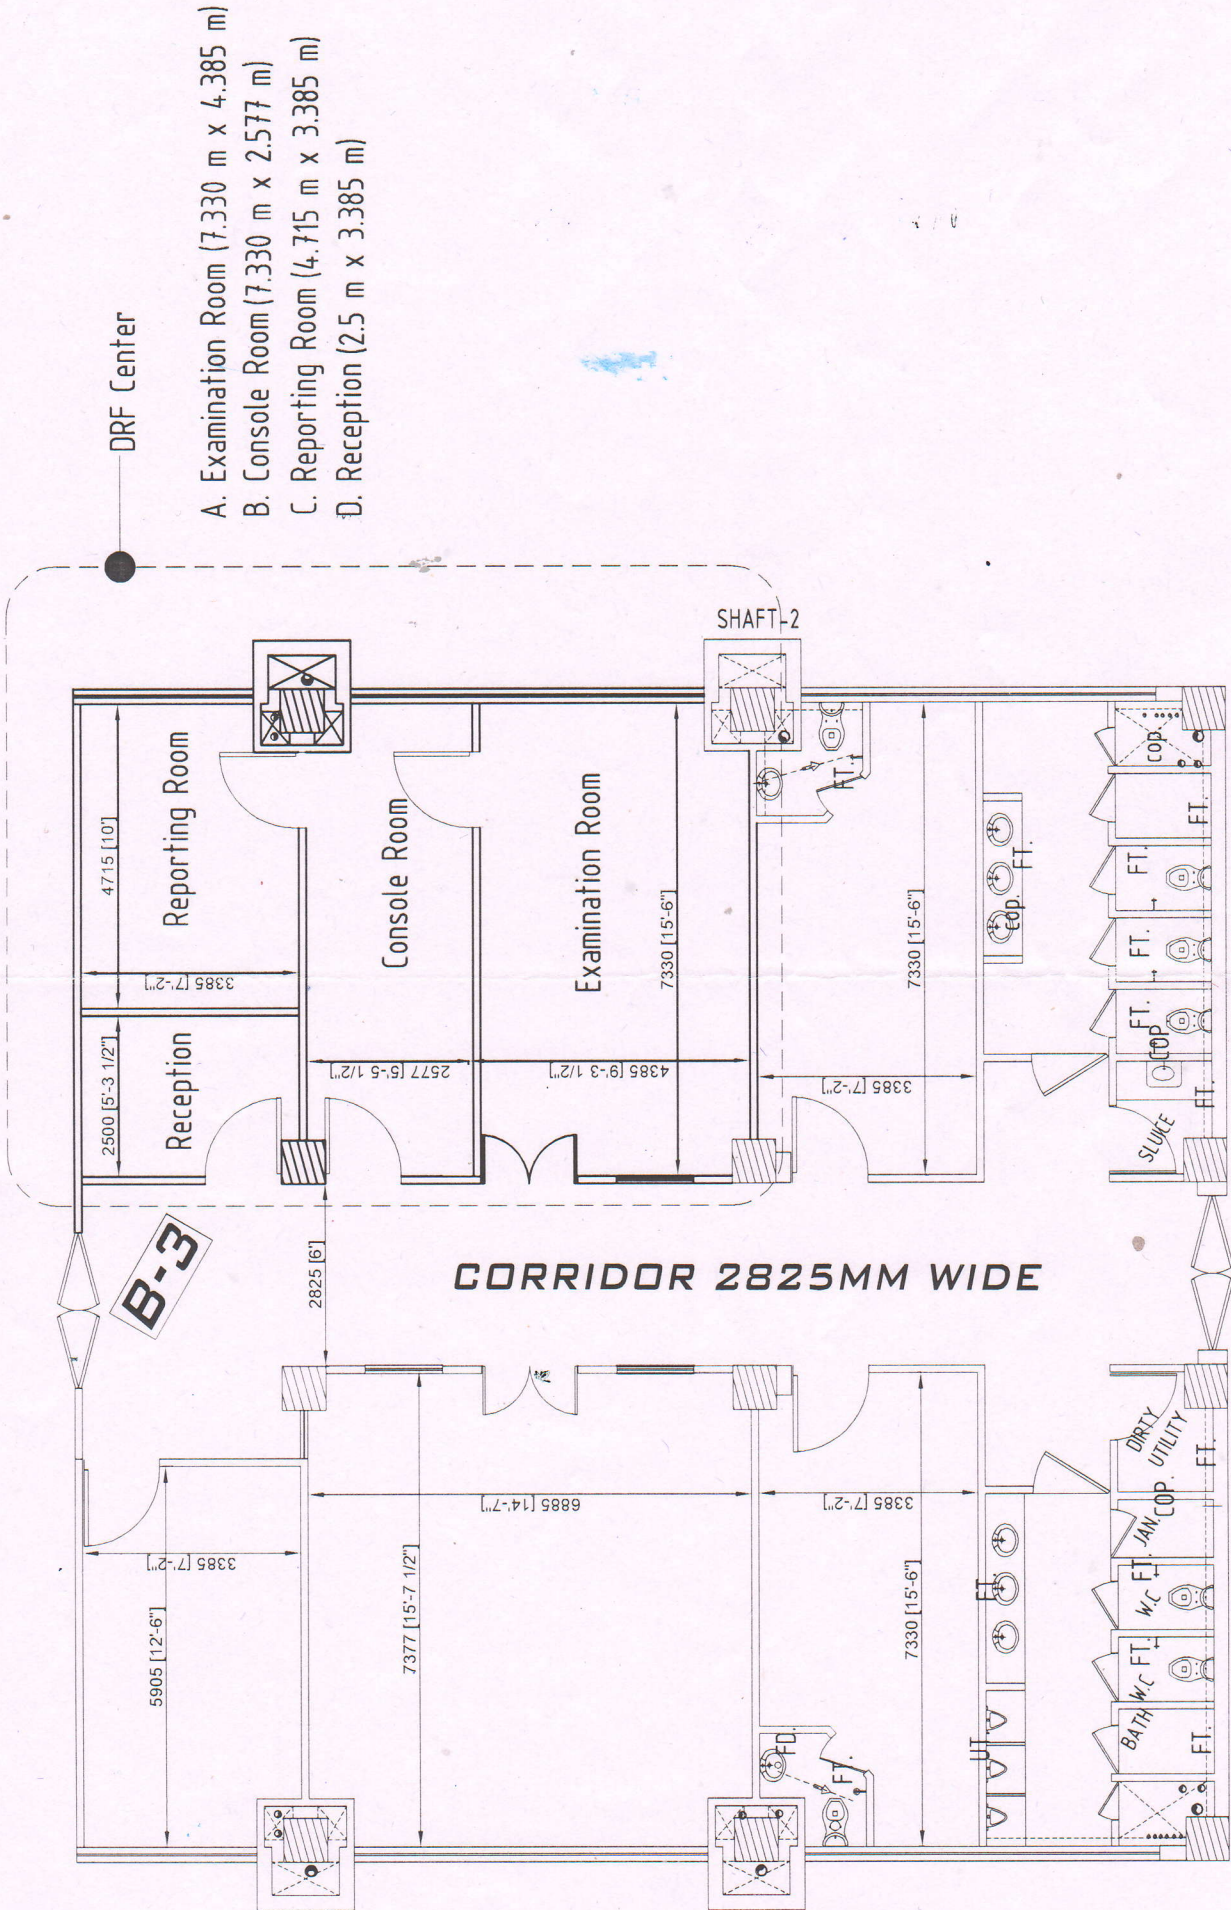 DRF Center
A. Examination Room (7.330 m x 4.385 m)
B. Console Room (7.330 m x 2.577 m)
C. Reporting Room (4.715 m x 3.385 m)
D. Reception (2.5 m x 3.385 m)
SHAFT-2
4715 [10']
Reporting Room
3385 [7'-2"]
2500 [5'-3 1/2"]
Reception
Console Room
2577 [5'-5 1/2"]
Examination Room
7330 [15'-6"]
4385 [9'-3 1/2"]
FT.
7330 [15'-6"]
3385 [7'-2"]
FT.
COP.
COP.
FT.
FT.
FT.
FT.
COP
FT.
SLUICE
B-3
2825 [6']
CORRIDOR 2825MM WIDE
5905 [12'-6"]
3385 [7'-2"]
7377 [15'-7 1/2"]
6885 [14'-7"]
7330 [15'-6"]
3385 [7'-2"]
FD.
FT.
FT.
UT.
DIRTY
UTILITY
FT.
COP.
JAN.
FT.
W.C
FT.
W.C
BATH
FT.